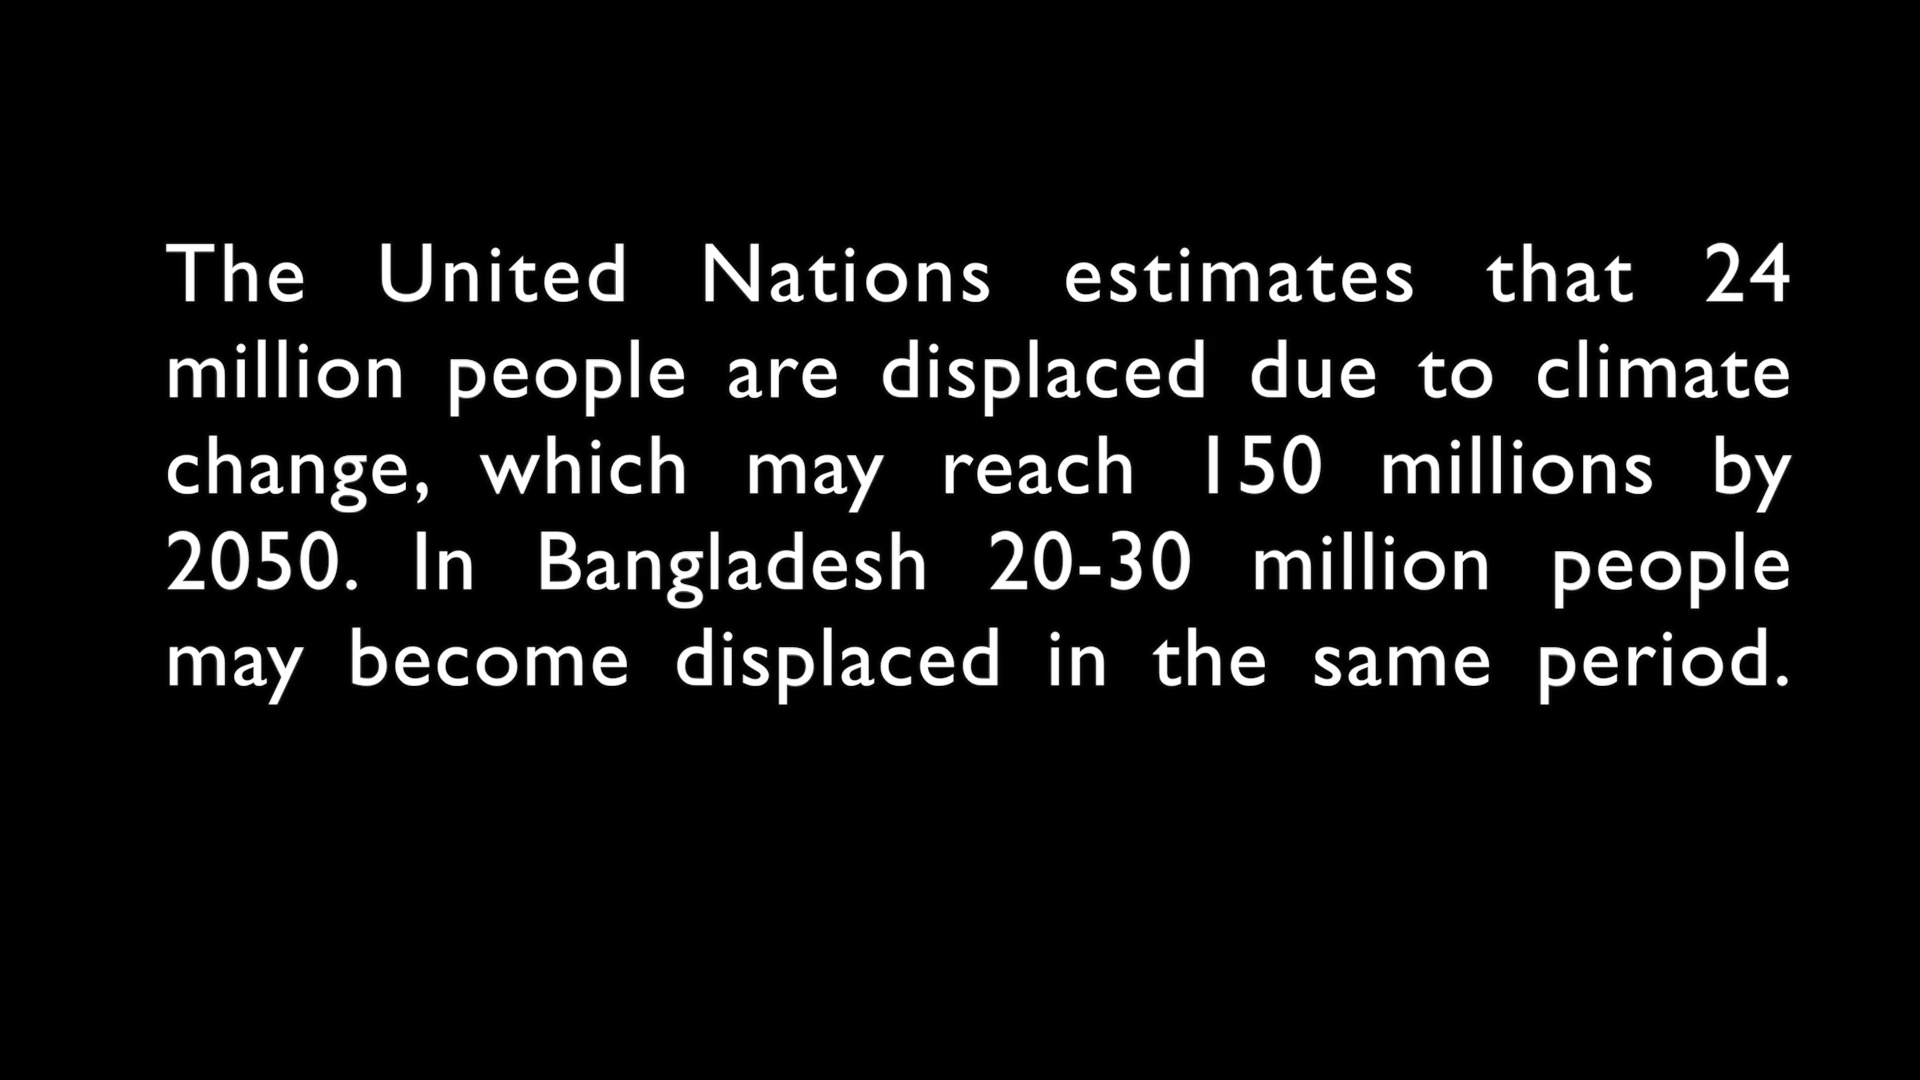 The United Nations estimates that 24
million people are displaced due to climate
change, which may reach 150 millions by
2050. In Bangladesh 20-30 million people
may become displaced in the same period.